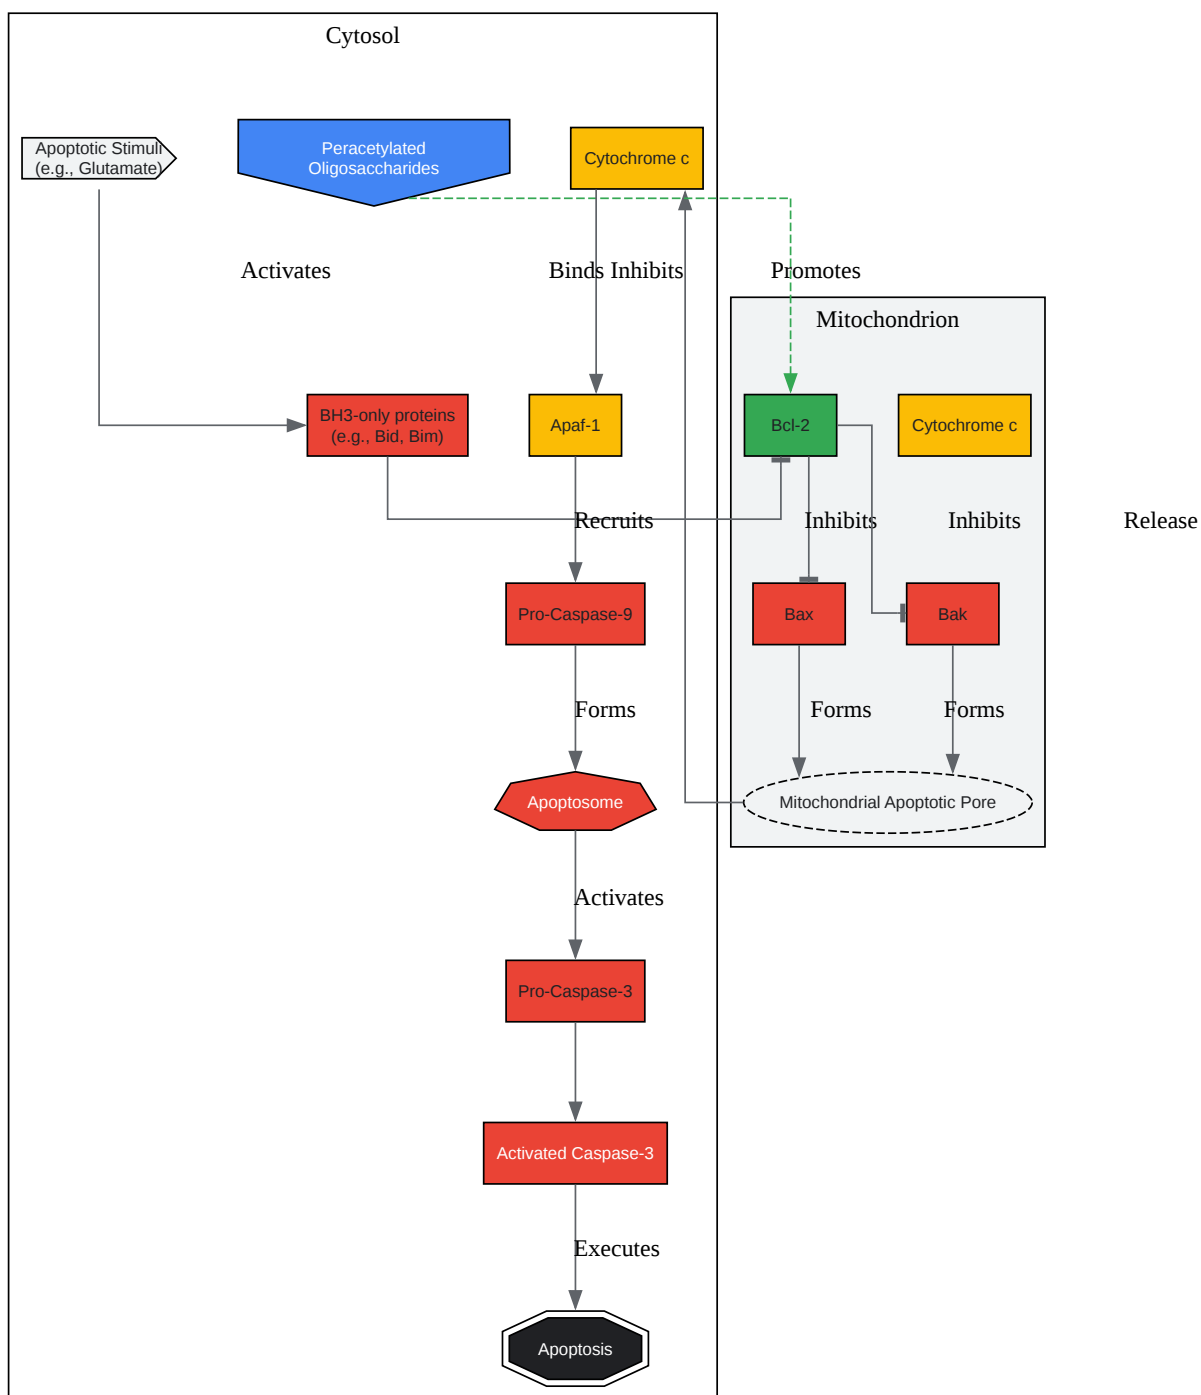 Cytosol
Apoptotic Stimuli
(e.g., Glutamate)
Peracetylated
Oligosaccharides
Cytochrome c
Activates
Binds
Inhibits
Promotes
Mitochondrion
BH3-only proteins
(e.g., Bid, Bim)
Apaf-1
Bcl-2
Cytochrome c
Recruits
Inhibits
Inhibits
Release
Pro-Caspase-9
Bax
Bak
Forms
Forms
Forms
Apoptosome
Mitochondrial Apoptotic Pore
Activates
Pro-Caspase-3
Activated Caspase-3
Executes
Apoptosis